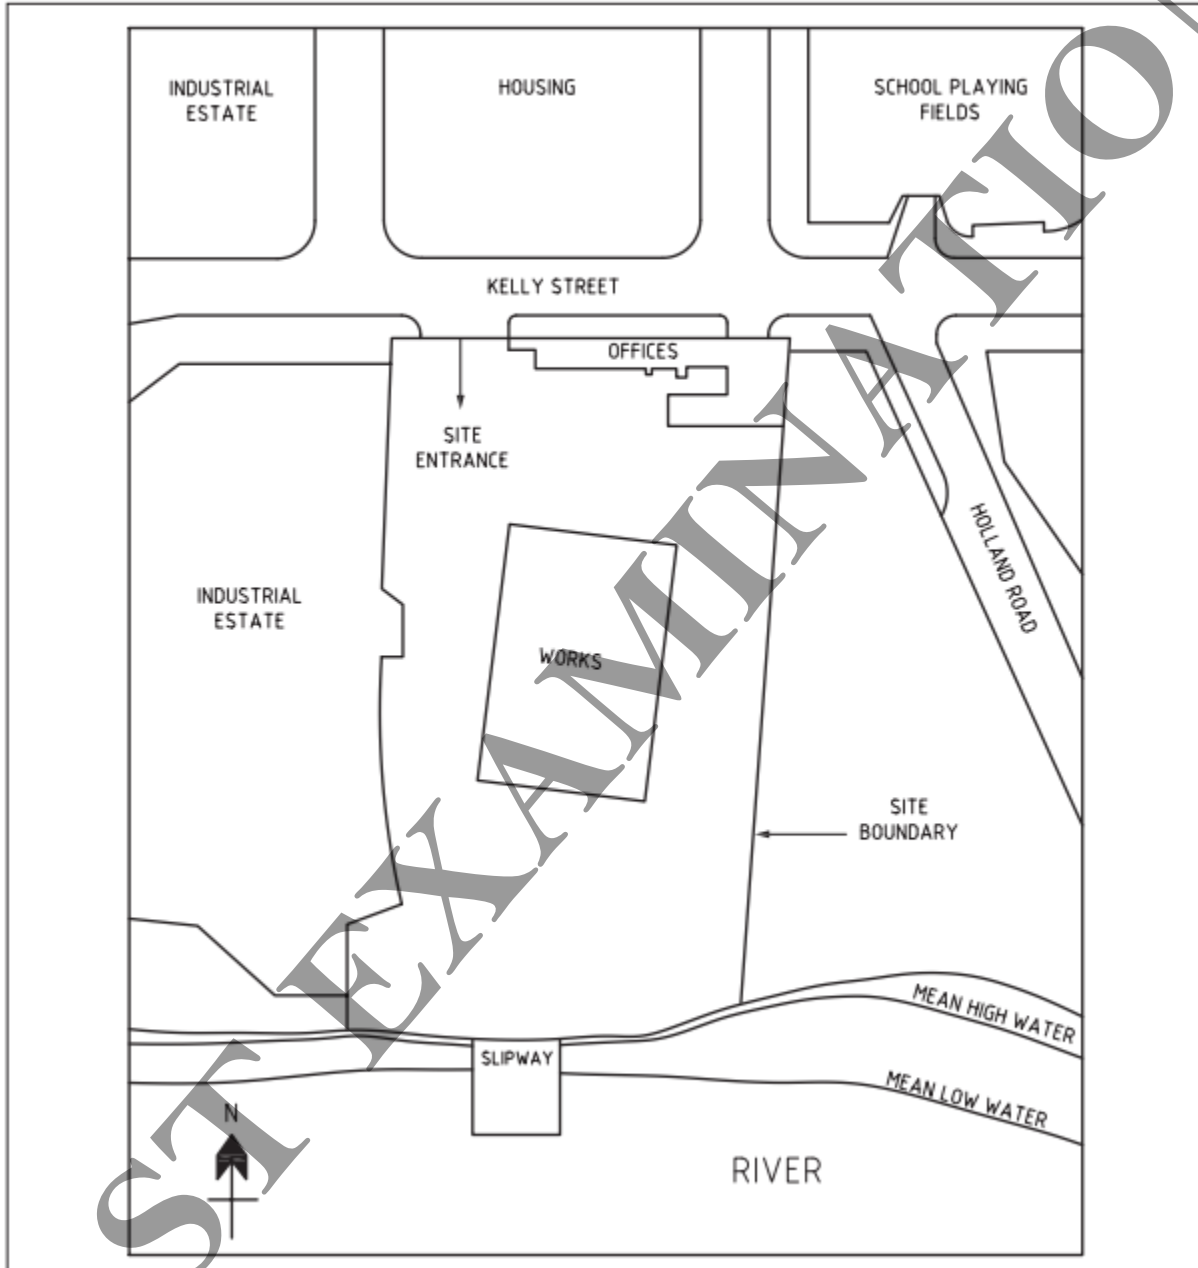 INDUSTRIAL
ESTATE
HOUSING
SCHOOL PLAYING
FIELDS
KELLY STREET
OFFICES
SITE
ENTRANCE
HOLLAND ROAD
INDUSTRIAL
ESTATE
WORKS
SITE
BOUNDARY
MEAN HIGH WATER
SLIPWAY
MEAN LOW WATER
N
RIVER
ST EXAMINATIO